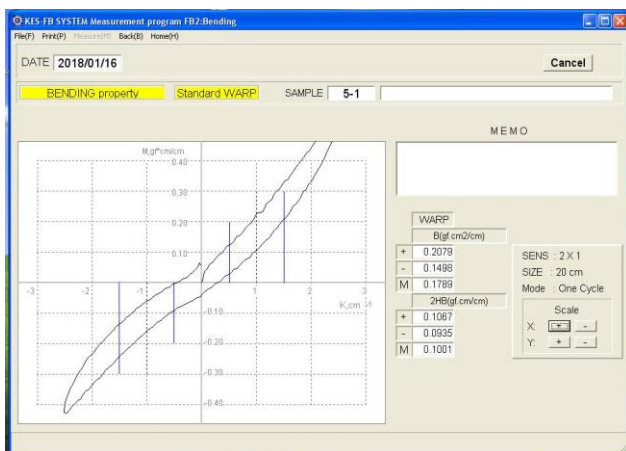 KES-FB SYSTEM Measurement program FB2:Bending
File(F) Print(P) Measure(M) Back(B) Home(H)
DATE 2018/01/16 Cancel
BENDING property Standard WARP SAMPLE 5-1
MEMO
M,gf*cm/cm
0.40
0.30
0.20
0.10
-3 -2 -1 1 2 3
K,cm
-0.10
-0.20
-0.30
-0.40
WARP
B(gf.cm2/cm)
+ 0.2079
- 0.1498
M 0.1789
2HB(gf.cm/cm)
+ 0.1067
- 0.0935
M 0.1001
SENS : 2 X 1
SIZE : 20 cm
Mode : One Cycle
Scale
X: + -
Y: + -